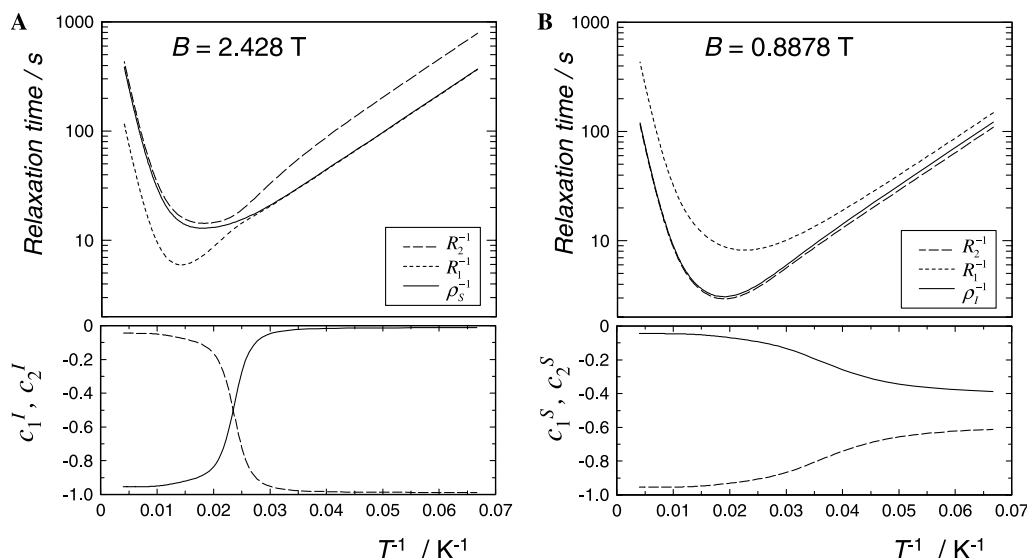 A
B = 2.428 T
Relaxation time / s
1000
100
10
R₂⁻¹
R₁⁻¹
ρ_S⁻¹
c₁ᴵ, c₂ᴵ
0
-0.2
-0.4
-0.6
-0.8
-1.0
0 0.01 0.02 0.03 0.04 0.05 0.06 0.07
T⁻¹ / K⁻¹
B
B = 0.8878 T
Relaxation time / s
1000
100
10
R₂⁻¹
R₁⁻¹
ρ_I⁻¹
c₁ˢ, c₂ˢ
0
-0.2
-0.4
-0.6
-0.8
-1.0
0 0.01 0.02 0.03 0.04 0.05 0.06 0.07
T⁻¹ / K⁻¹